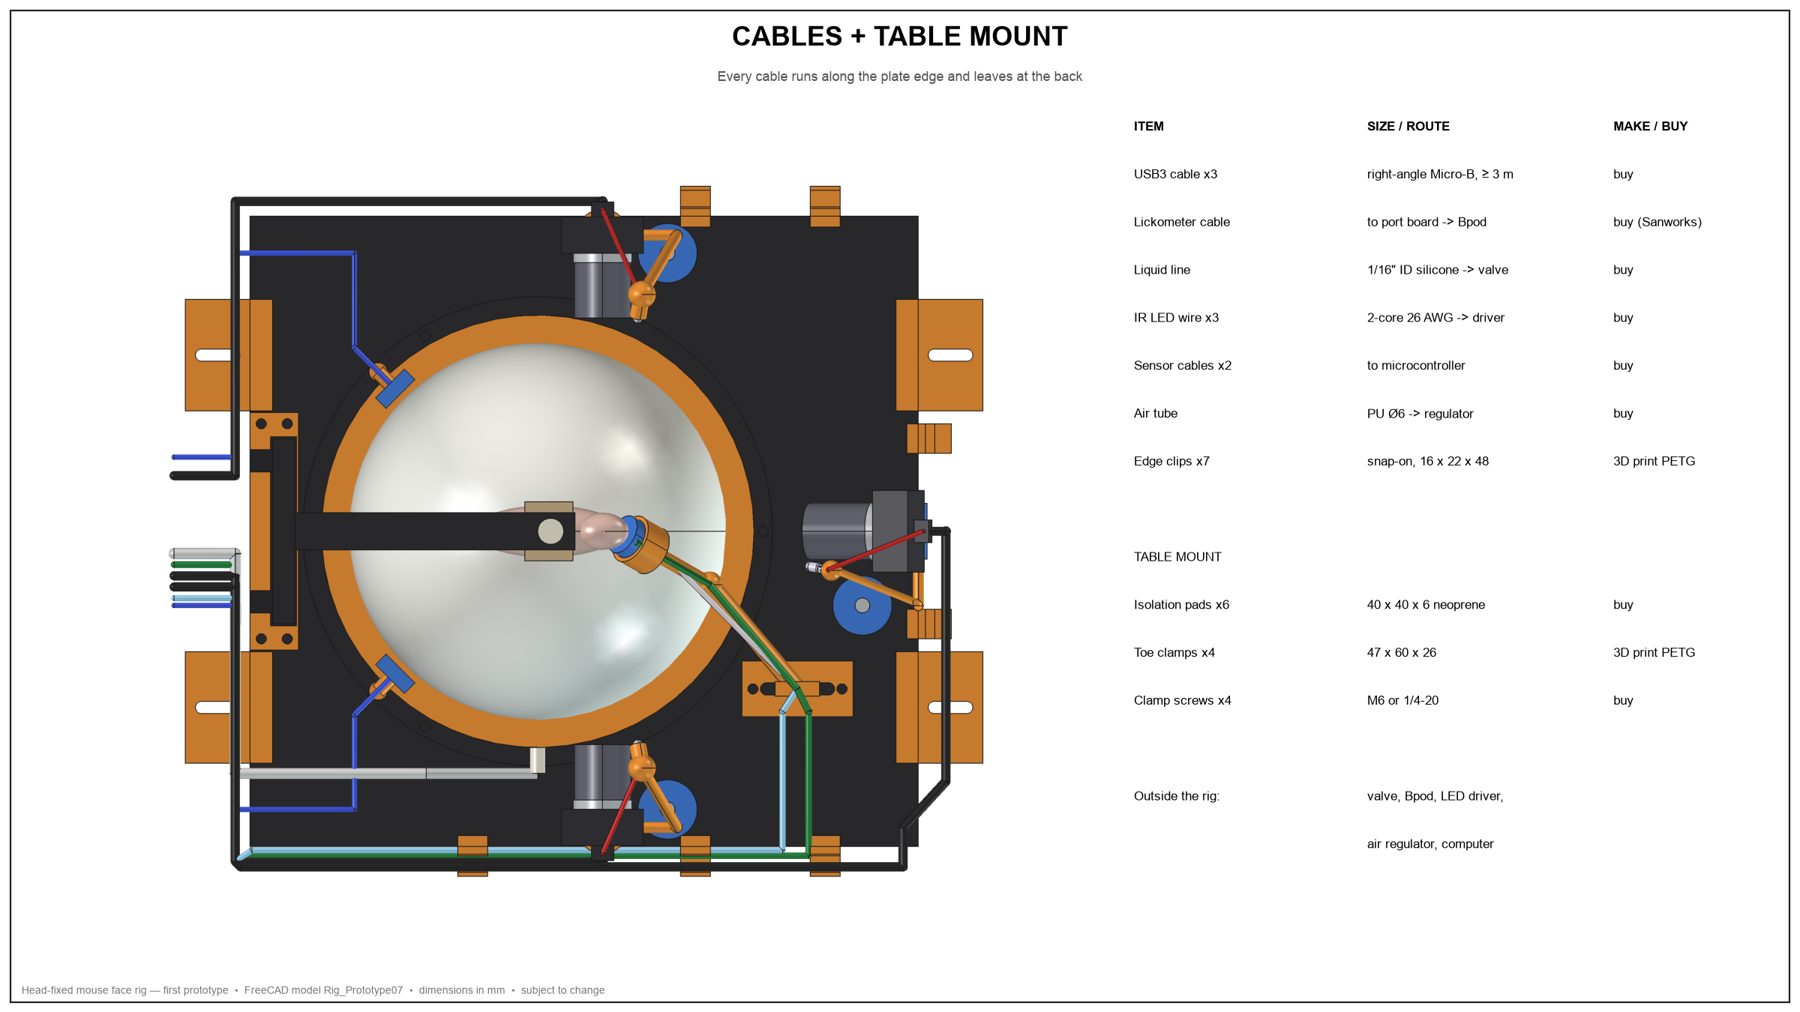 CABLES + TABLE MOUNT
Every cable runs along the plate edge and leaves at the back
ITEM SIZE / ROUTE MAKE / BUY
USB3 cable x3 right-angle Micro-B, ≥ 3 m buy
Lickometer cable to port board -> Bpod buy (Sanworks)
Liquid line 1/16" ID silicone -> valve buy
IR LED wire x3 2-core 26 AWG -> driver buy
Sensor cables x2 to microcontroller buy
Air tube PU Ø6 -> regulator buy
Edge clips x7 snap-on, 16 x 22 x 48 3D print PETG
TABLE MOUNT
Isolation pads x6 40 x 40 x 6 neoprene buy
Toe clamps x4 47 x 60 x 26 3D print PETG
Clamp screws x4 M6 or 1/4-20 buy
Outside the rig: valve, Bpod, LED driver,
air regulator, computer
Head-fixed mouse face rig — first prototype • FreeCAD model Rig_Prototype07 • dimensions in mm • subject to change